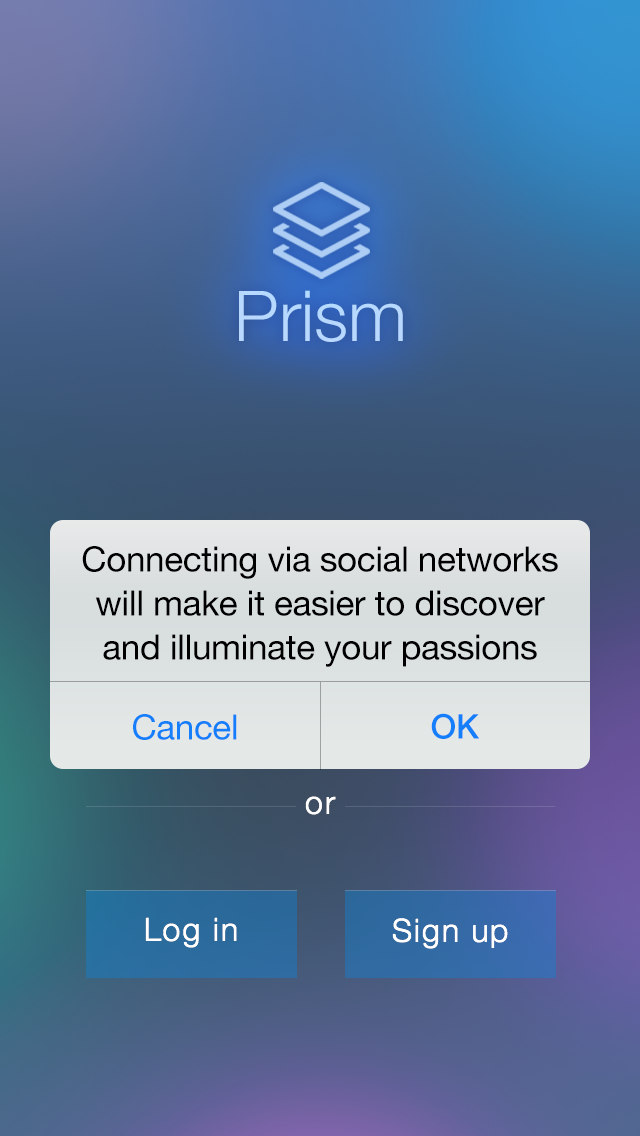 Prism
Connecting via social networks
will make it easier to discover
and illuminate your passions
Cancel
OK
or
Log in
Sign up